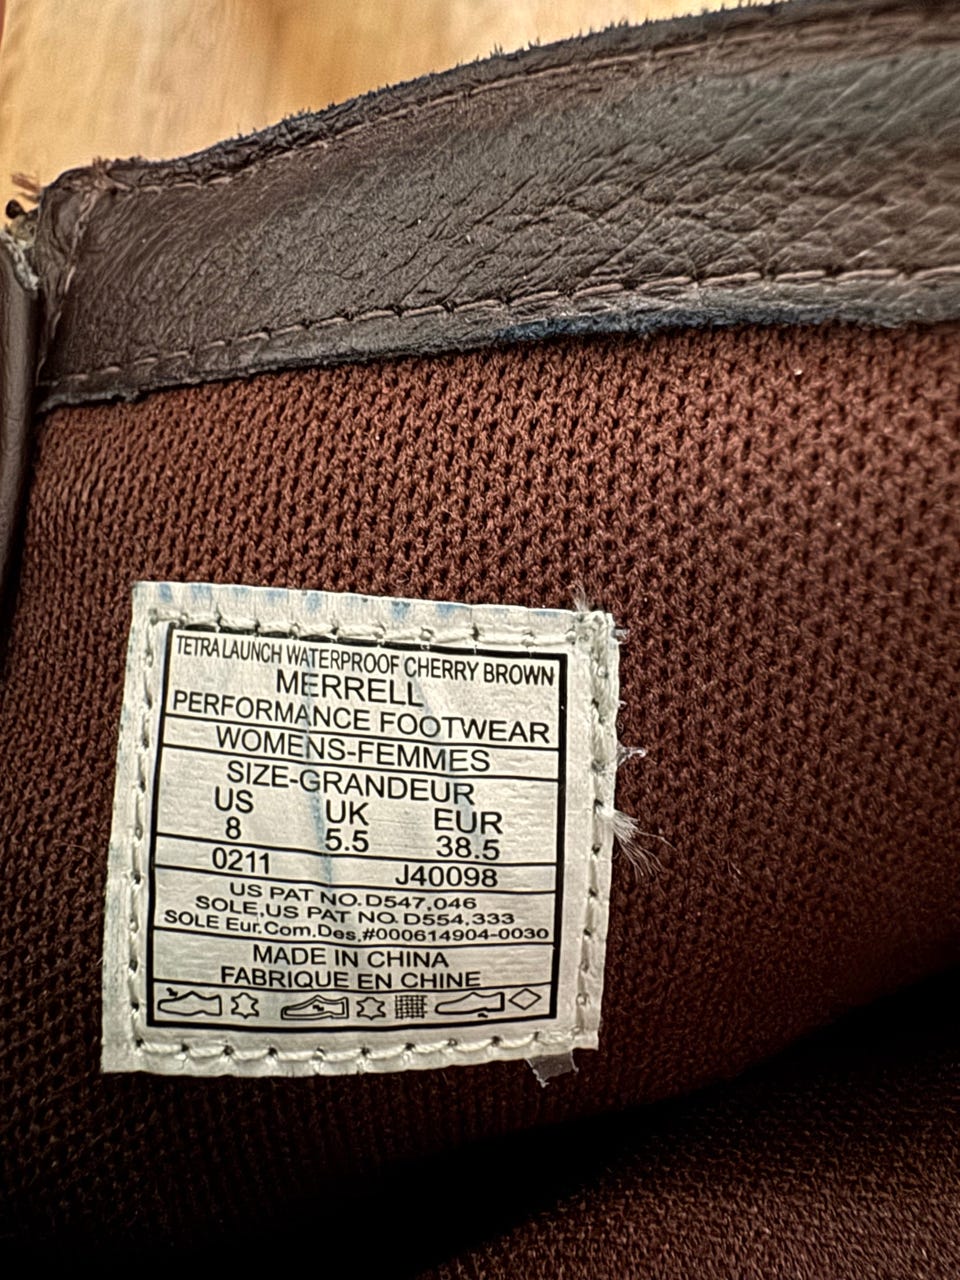 TETRA LAUNCH WATERPROOF CHERRY BROWN
MERRELL
PERFORMANCE FOOTWEAR
WOMENS-FEMMES
SIZE-GRANDEUR
US UK EUR
8 5.5 38.5
0211 J40098
US PAT NO. D547,046
SOLE,US PAT NO. D554,333
SOLE Eur.Com.Des.#000614904-0030
MADE IN CHINA
FABRIQUE EN CHINE